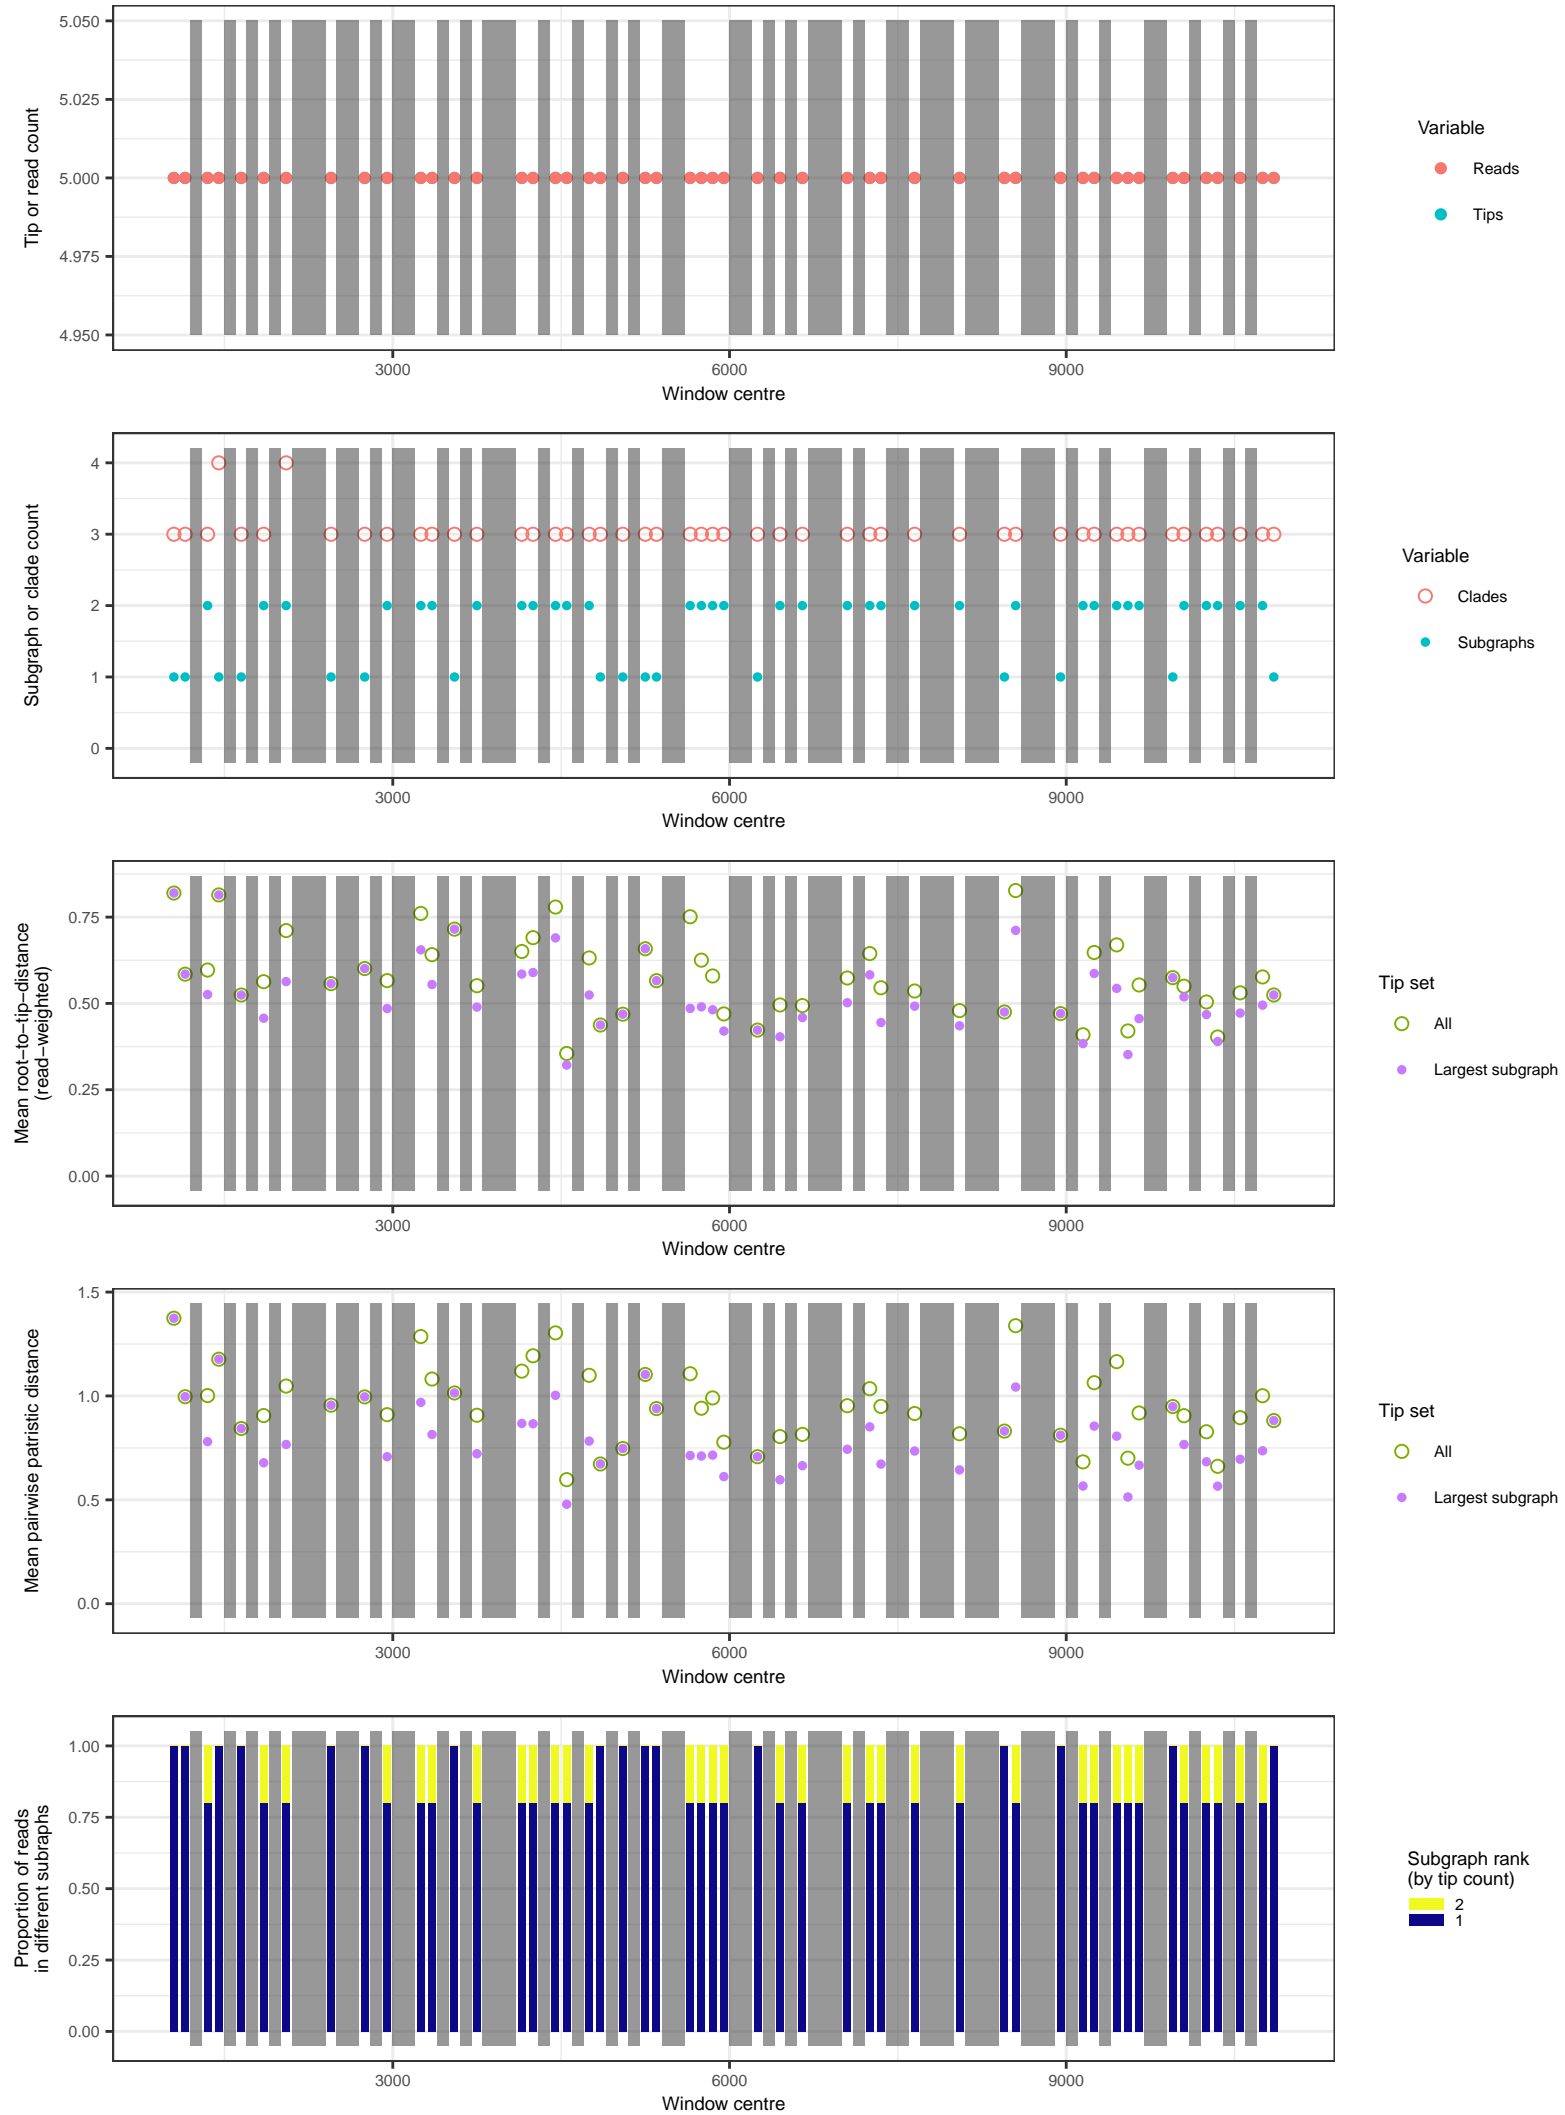 5.050
5.025
5.000
4.975
4.950
Tip or read count
3000
6000
9000
Window centre
Variable
Reads
Tips
4
3
2
1
0
Subgraph or clade count
3000
6000
9000
Window centre
Variable
Clades
Subgraphs
0.75
0.50
0.25
0.00
Mean root−to−tip−distance
(read−weighted)
3000
6000
9000
Window centre
Tip set
All
Largest subgraph
1.5
1.0
0.5
0.0
Mean pairwise patristic distance
3000
6000
9000
Window centre
Tip set
All
Largest subgraph
1.00
0.75
0.50
0.25
0.00
Proportion of reads
in different subraphs
3000
6000
9000
Window centre
Subgraph rank
(by tip count)
2
1